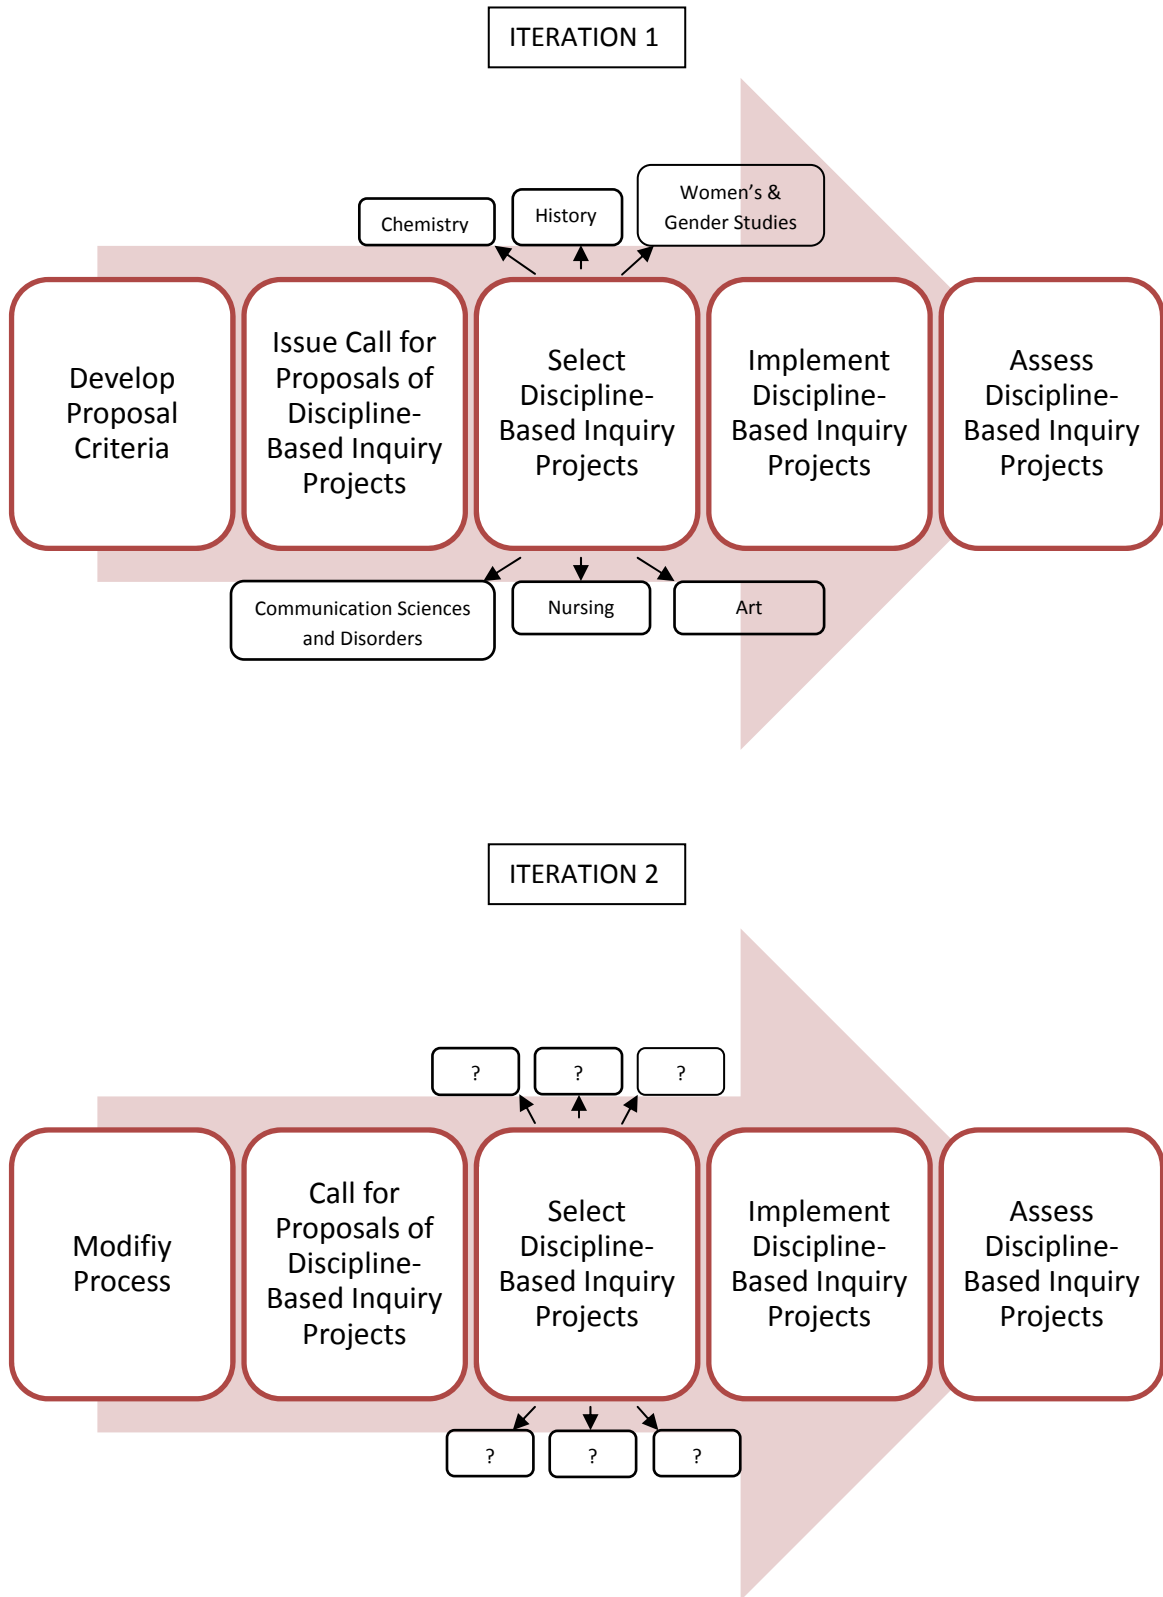 ITERATION 1
Chemistry
History
Women's &
Gender Studies
Develop
Proposal
Criteria
Issue Call for
Proposals of
Discipline-
Based Inquiry
Projects
Select
Discipline-
Based Inquiry
Projects
Implement
Discipline-
Based Inquiry
Projects
Assess
Discipline-
Based Inquiry
Projects
Communication Sciences
and Disorders
Nursing
Art
ITERATION 2
?
?
?
Modifiy
Process
Call for
Proposals of
Discipline-
Based Inquiry
Projects
Select
Discipline-
Based Inquiry
Projects
Implement
Discipline-
Based Inquiry
Projects
Assess
Discipline-
Based Inquiry
Projects
?
?
?